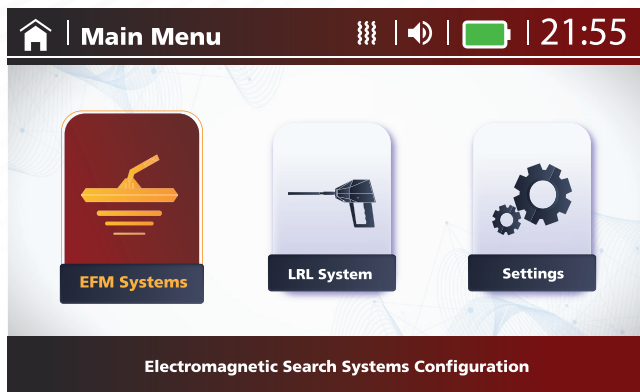 Main Menu
21:55
EFM Systems
LRL System
Settings
Electromagnetic Search Systems Configuration